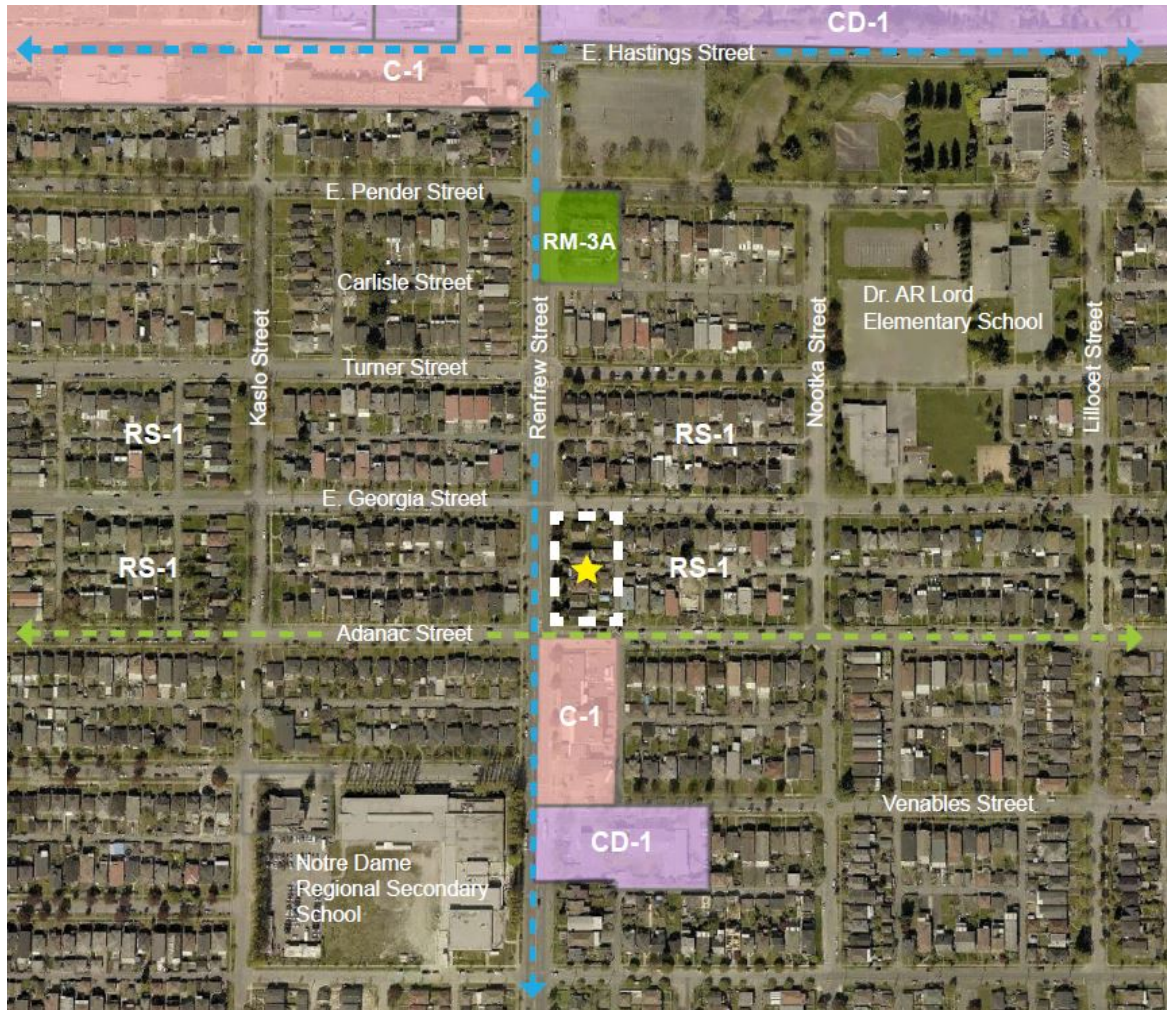 CD-1
E. Hastings Street
C-1
E. Pender Street
RM-3A
Carlisle Street
Dr. AR Lord
Elementary School
Kaslo Street
Renfrew Street
Nootka Street
Lillooet Street
Turner Street
RS-1
RS-1
E. Georgia Street
RS-1
RS-1
Adanac Street
C-1
Venables Street
CD-1
Notre Dame
Regional Secondary
School